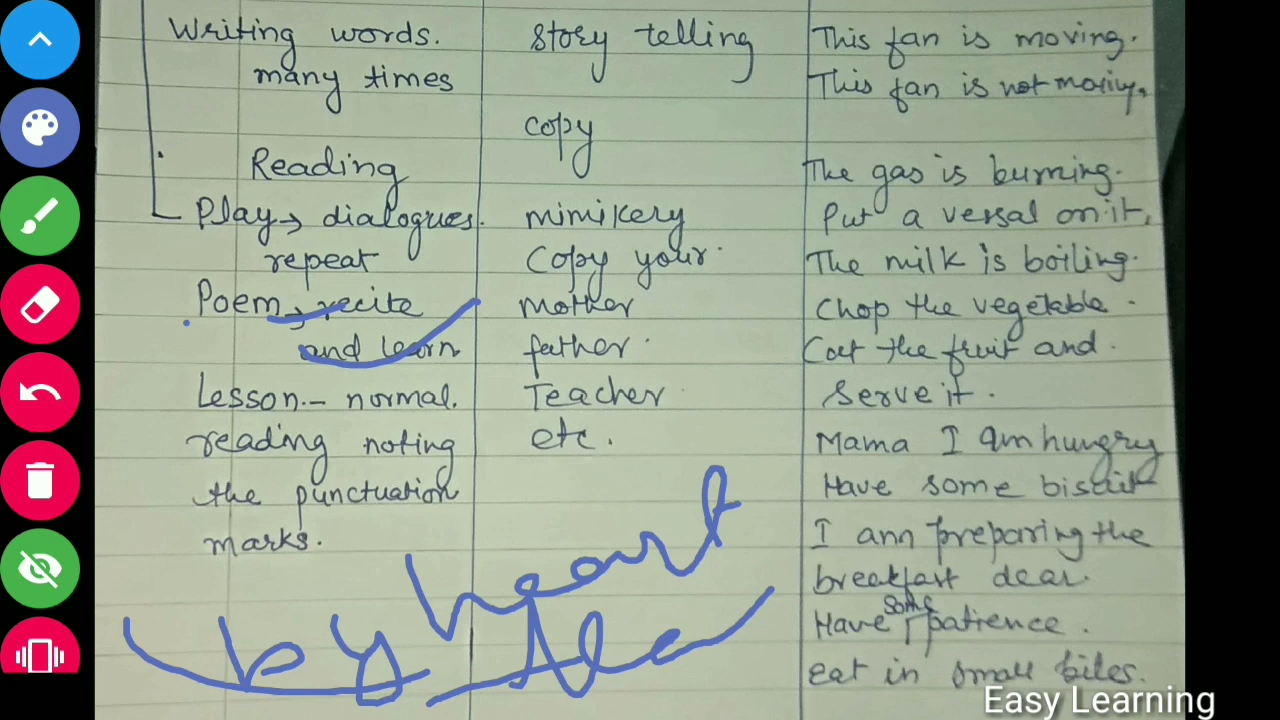 Writing words.
many times
Reading
Play → dialogues.
repeat
Poem → recite
and learn
Lesson.- normal.
reading noting
the punctuation
marks.
story telling
copy
mimikery
Copy your
mother
father
Teacher
etc.
This fan is moving.
This fan is not moving.
The gas is burning.
Put a versal on it.
The milk is boiling.
Chop the vegetable.
Cut the fruit and.
serve it.
Mama I am hungry
Have some biscuit
I am preparing the
breakfast dear.
Have some patience.
eat in small bites.
by heart
Easy Learning